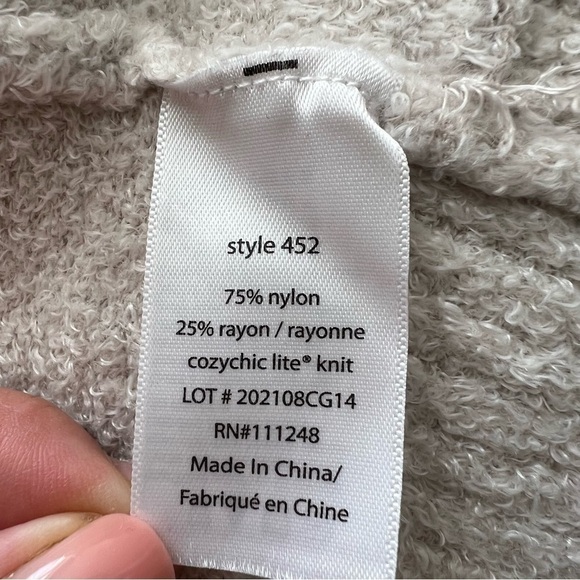 style 452
75% nylon
25% rayon / rayonne
cozychic lite® knit
LOT # 202108CG14
RN#111248
Made In China/
Fabriqué en Chine